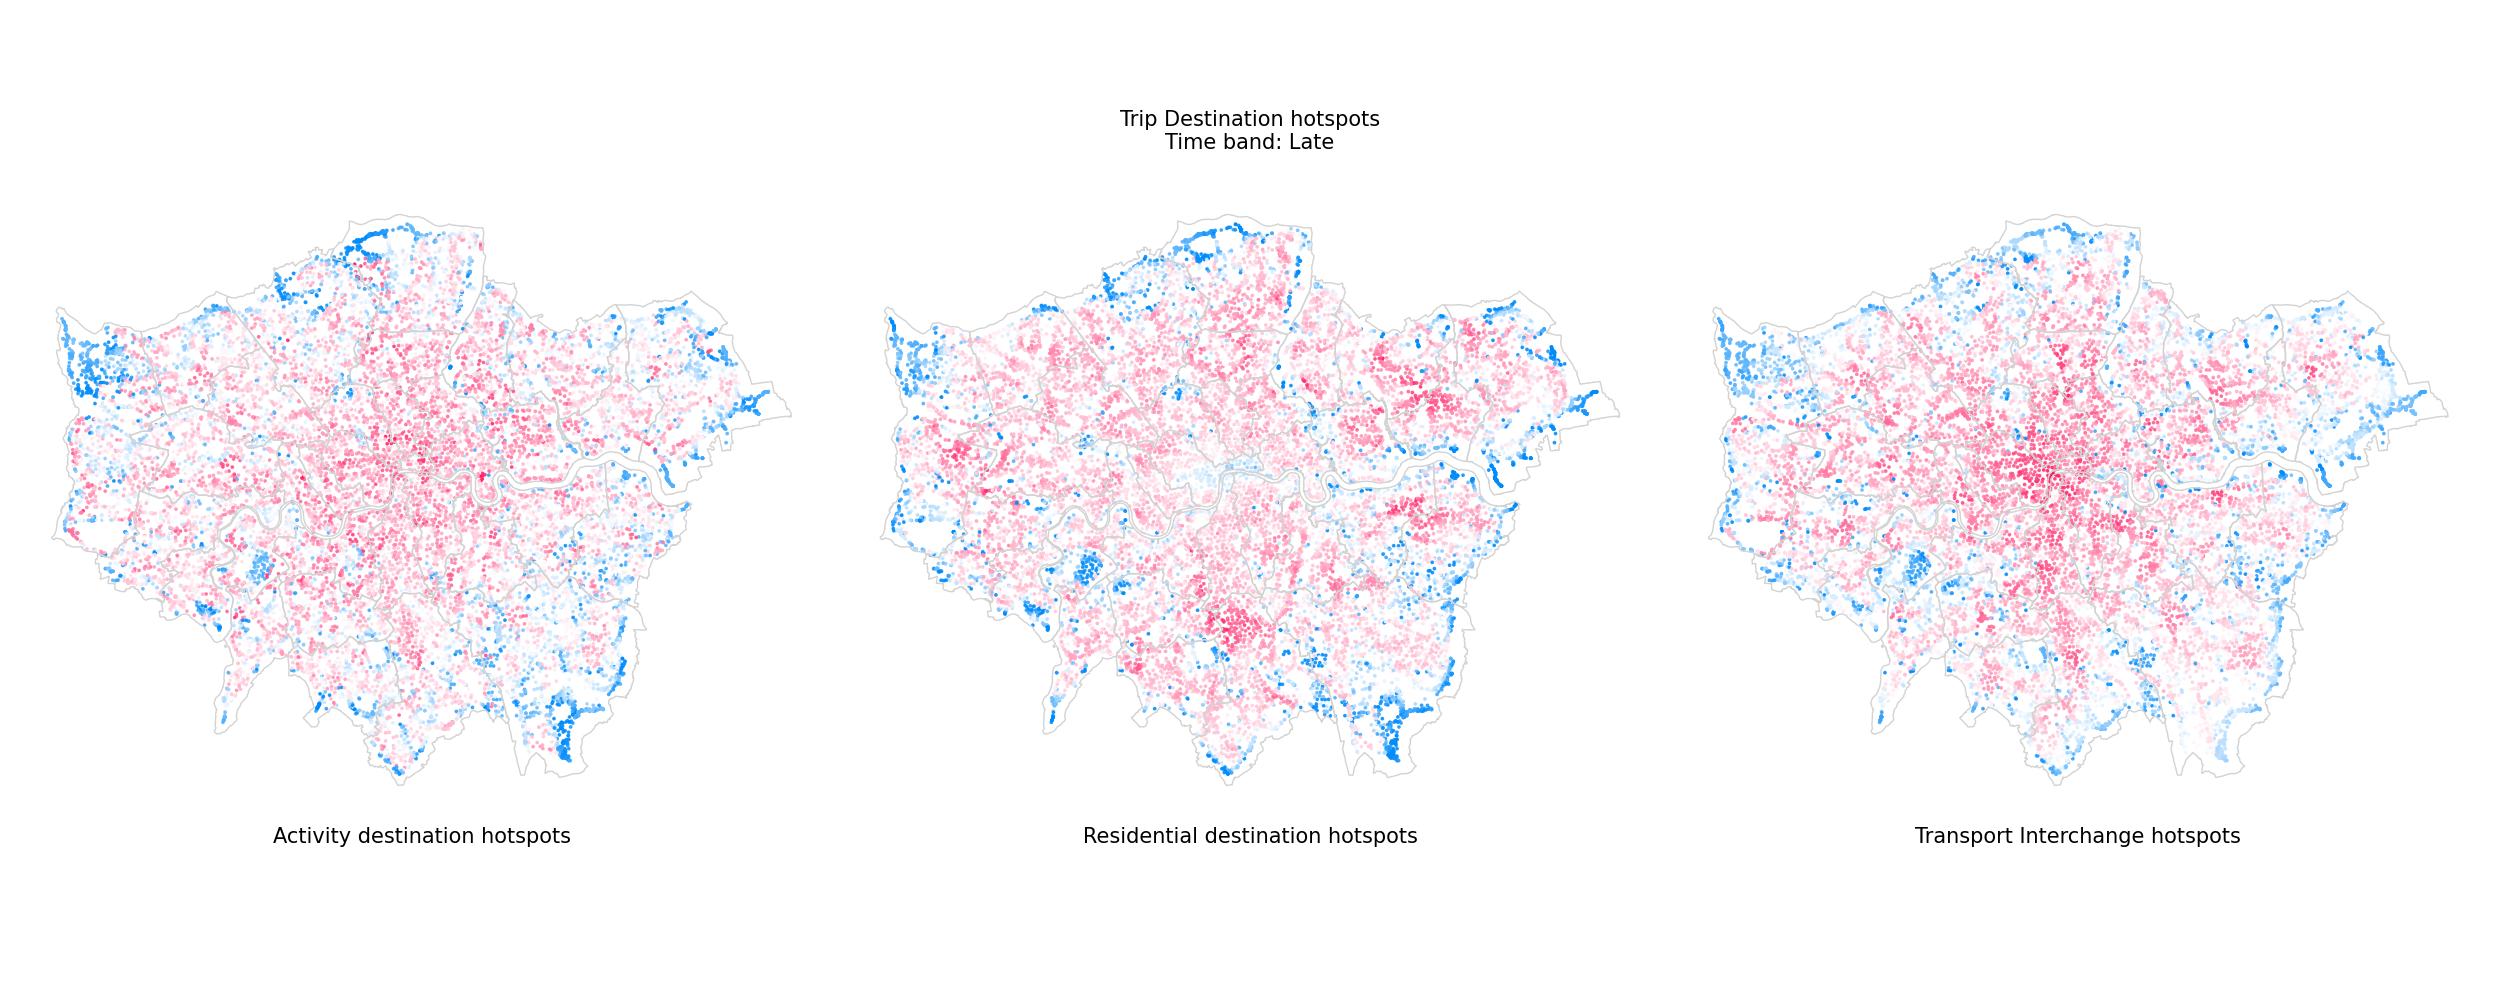 Trip Destination hotspots
Time band: Late
Activity destination hotspots
Residential destination hotspots
Transport Interchange hotspots